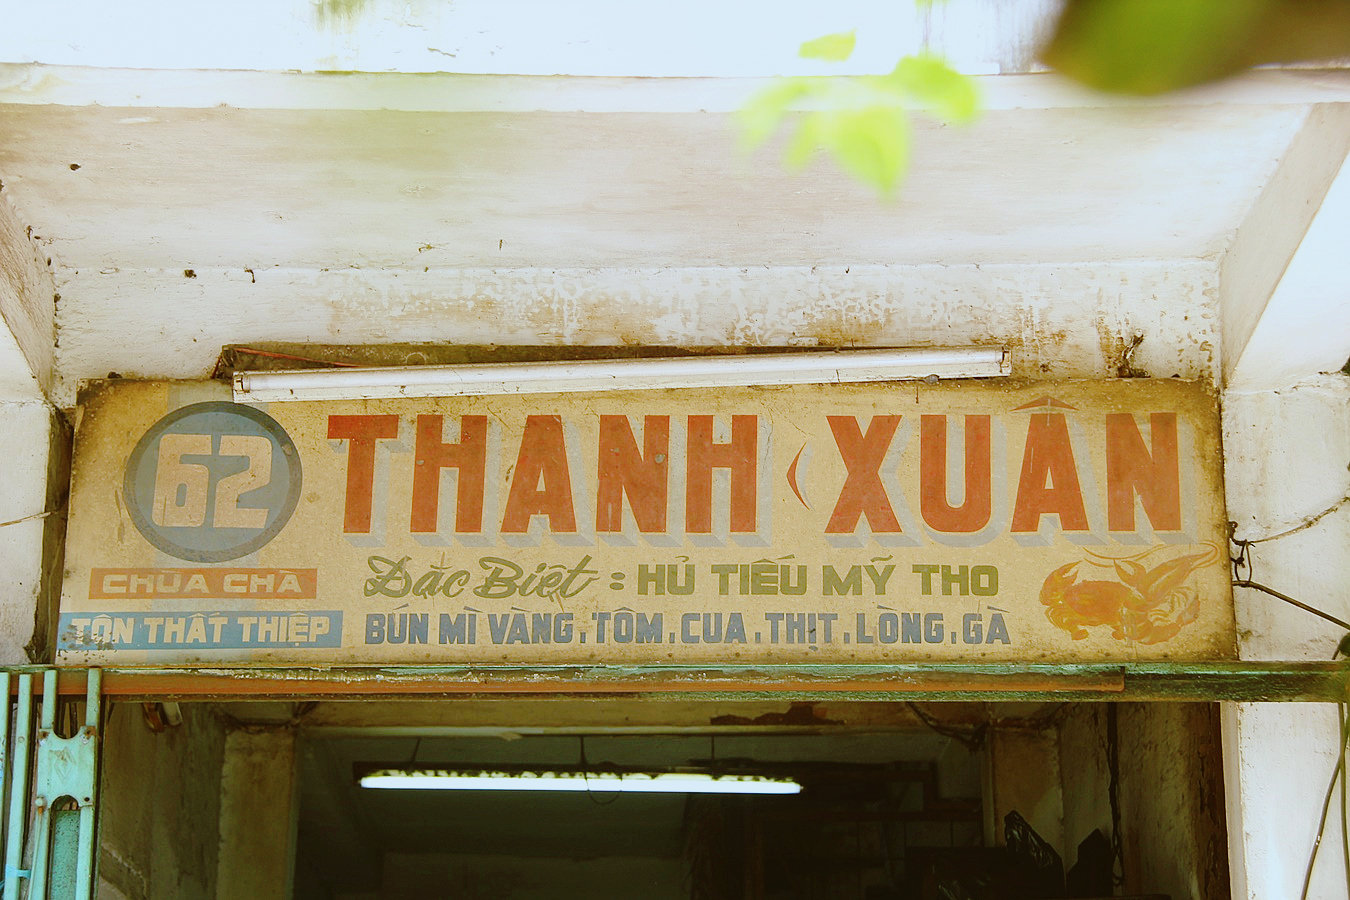 62
THANH XUÂN
CHÙA CHÀ
TÔN THẤT THIỆP
Đặc Biệt : HỦ TIẾU MỸ THO
BÚN MÌ VÀNG, TÔM, CUA, THỊT, LÒNG, GÀ